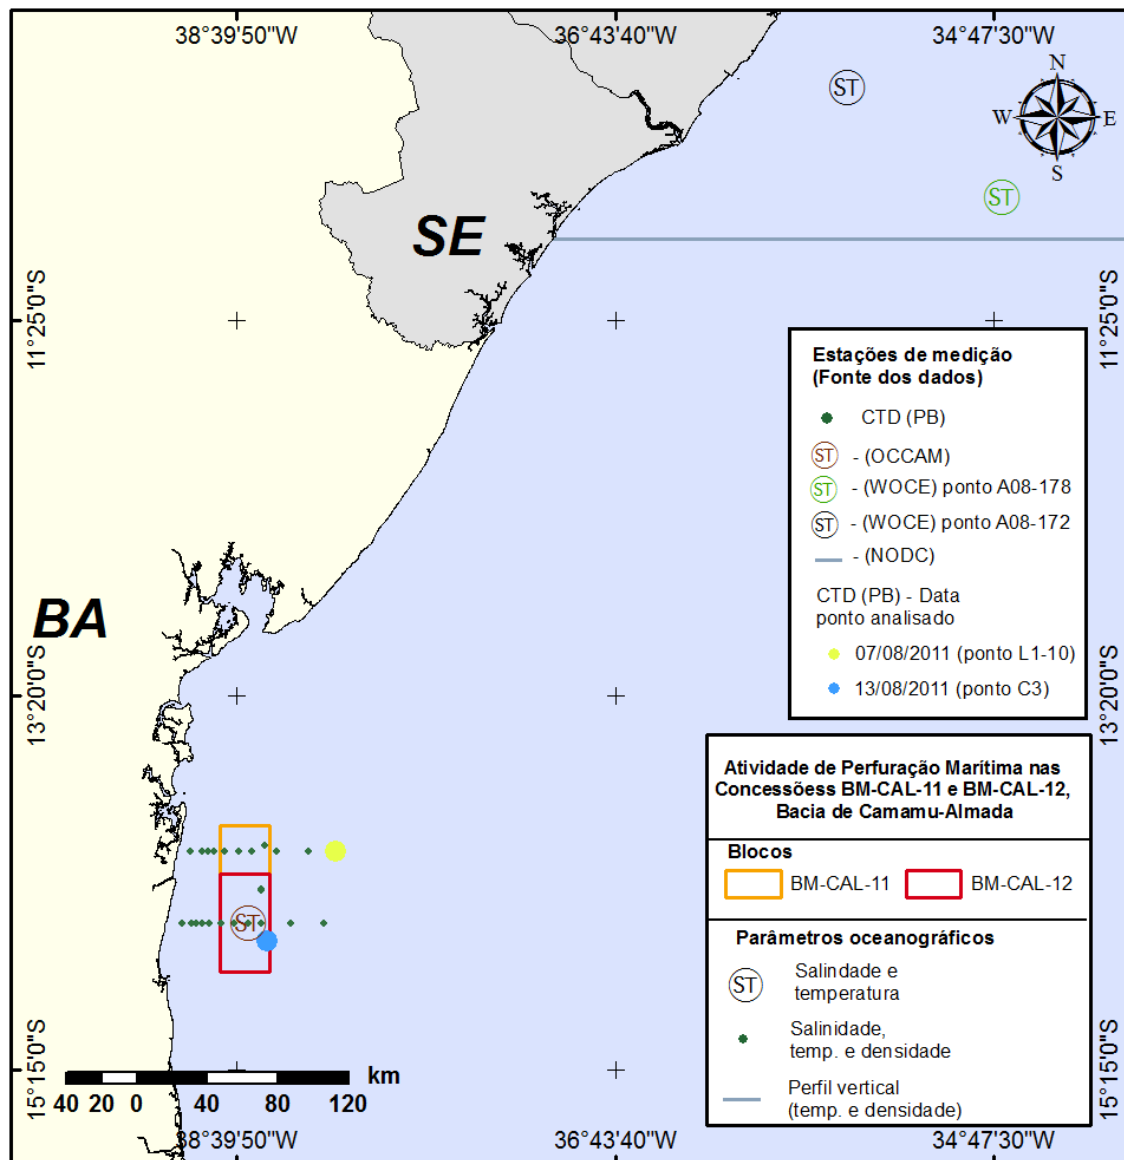 38°39'50"W
36°43'40"W
34°47'30"W
ST
N
W
E
S
ST
SE
11°25'0"S
11°25'0"S
Estações de medição
(Fonte dos dados)
CTD (PB)
ST - (OCCAM)
ST - (WOCE) ponto A08-178
ST - (WOCE) ponto A08-172
- (NODC)
CTD (PB) - Data
ponto analisado
07/08/2011 (ponto L1-10)
13/08/2011 (ponto C3)
BA
13°20'0"S
13°20'0"S
Atividade de Perfuração Marítima nas
Concessõess BM-CAL-11 e BM-CAL-12,
Bacia de Camamu-Almada
Blocos
BM-CAL-11
BM-CAL-12
ST
Parâmetros oceanográficos
ST
Salindade e
temperatura
Salinidade,
temp. e densidade
Perfil vertical
(temp. e densidade)
15°15'0"S
15°15'0"S
km
40 20 0 40 80 120
38°39'50"W
36°43'40"W
34°47'30"W